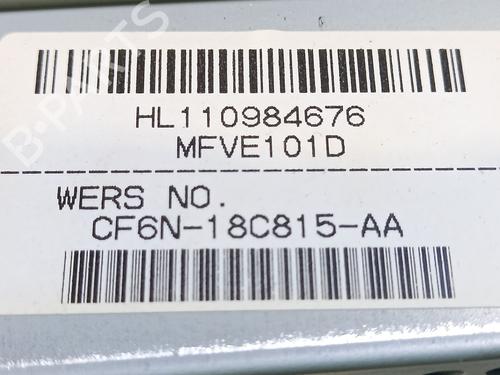 HL110984676
MFVE101D
WERS NO.
CF6N-18C815-AA
B-PARTS